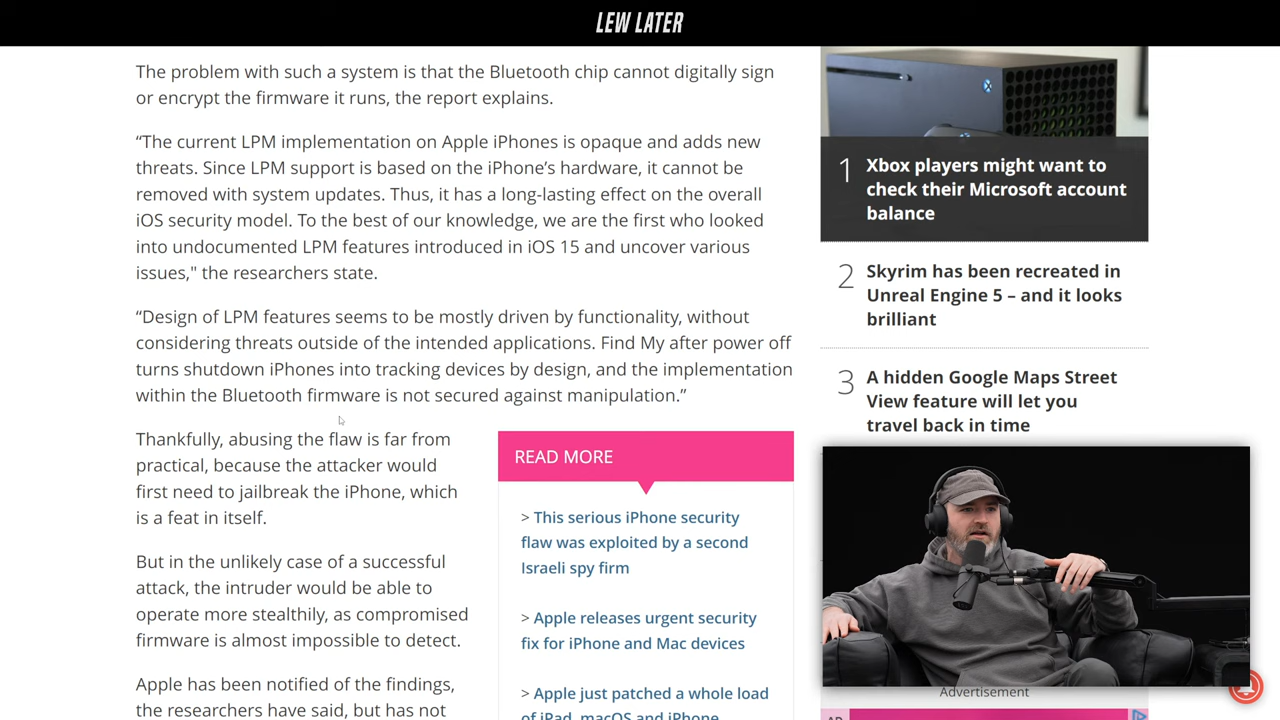 LEW LATER
The problem with such a system is that the Bluetooth chip cannot digitally sign
or encrypt the firmware it runs, the report explains.
“The current LPM implementation on Apple iPhones is opaque and adds new
threats. Since LPM support is based on the iPhone’s hardware, it cannot be
removed with system updates. Thus, it has a long-lasting effect on the overall
iOS security model. To the best of our knowledge, we are the first who looked
into undocumented LPM features introduced in iOS 15 and uncover various
issues," the researchers state.
“Design of LPM features seems to be mostly driven by functionality, without
considering threats outside of the intended applications. Find My after power off
turns shutdown iPhones into tracking devices by design, and the implementation
within the Bluetooth firmware is not secured against manipulation.”
Thankfully, abusing the flaw is far from
practical, because the attacker would
first need to jailbreak the iPhone, which
is a feat in itself.
But in the unlikely case of a successful
attack, the intruder would be able to
operate more stealthily, as compromised
firmware is almost impossible to detect.
Apple has been notified of the findings,
the researchers have said, but has not
READ MORE
> This serious iPhone security
flaw was exploited by a second
Israeli spy firm
> Apple releases urgent security
fix for iPhone and Mac devices
> Apple just patched a whole load
of iPad, macOS and iPhone
1 Xbox players might want to
check their Microsoft account
balance
2 Skyrim has been recreated in
Unreal Engine 5 – and it looks
brilliant
3 A hidden Google Maps Street
View feature will let you
travel back in time
Advertisement